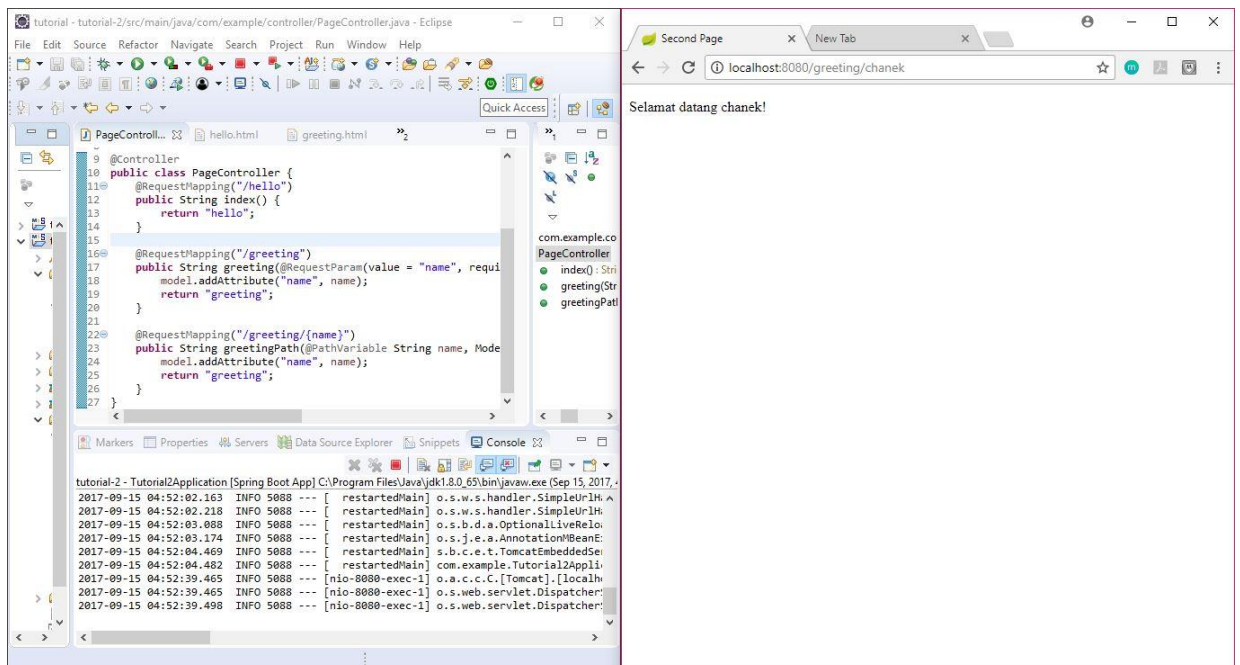 tutorial - tutorial-2/src/main/java/com/example/controller/PageController.java - Eclipse
File Edit Source Refactor Navigate Search Project Run Window Help
Quick Access
PageControll... hello.html greeting.html »2
9 @Controller
10 public class PageController {
11 @RequestMapping("/hello")
12 public String index() {
13 return "hello";
14 }
15
16 @RequestMapping("/greeting")
17 public String greeting(@RequestParam(value = "name", requi
18 model.addAttribute("name", name);
19 return "greeting";
20 }
21
22 @RequestMapping("/greeting/{name}")
23 public String greetingPath(@PathVariable String name, Mode
24 model.addAttribute("name", name);
25 return "greeting";
26 }
27 }
»1
com.example.co
PageController
index() : Stri
greeting(Str
greetingPatl
Markers Properties Servers Data Source Explorer Snippets Console
tutorial-2 - Tutorial2Application [Spring Boot App] C:\Program Files\Java\jdk1.8.0_65\bin\javaw.exe (Sep 15, 2017,
2017-09-15 04:52:02.163 INFO 5088 --- [ restartedMain] o.s.w.s.handler.SimpleUrlHa
2017-09-15 04:52:02.218 INFO 5088 --- [ restartedMain] o.s.w.s.handler.SimpleUrlHa
2017-09-15 04:52:03.088 INFO 5088 --- [ restartedMain] o.s.b.d.a.OptionalLiveReloa
2017-09-15 04:52:03.174 INFO 5088 --- [ restartedMain] o.s.j.e.a.AnnotationMBeanEx
2017-09-15 04:52:04.469 INFO 5088 --- [ restartedMain] s.b.c.e.t.TomcatEmbeddedSer
2017-09-15 04:52:04.482 INFO 5088 --- [ restartedMain] com.example.Tutorial2Applic
2017-09-15 04:52:39.465 INFO 5088 --- [nio-8080-exec-1] o.a.c.c.C.[Tomcat].[localho
2017-09-15 04:52:39.465 INFO 5088 --- [nio-8080-exec-1] o.s.web.servlet.DispatcherS
2017-09-15 04:52:39.498 INFO 5088 --- [nio-8080-exec-1] o.s.web.servlet.DispatcherS
Second Page New Tab
localhost:8080/greeting/chanek
Selamat datang chanek!